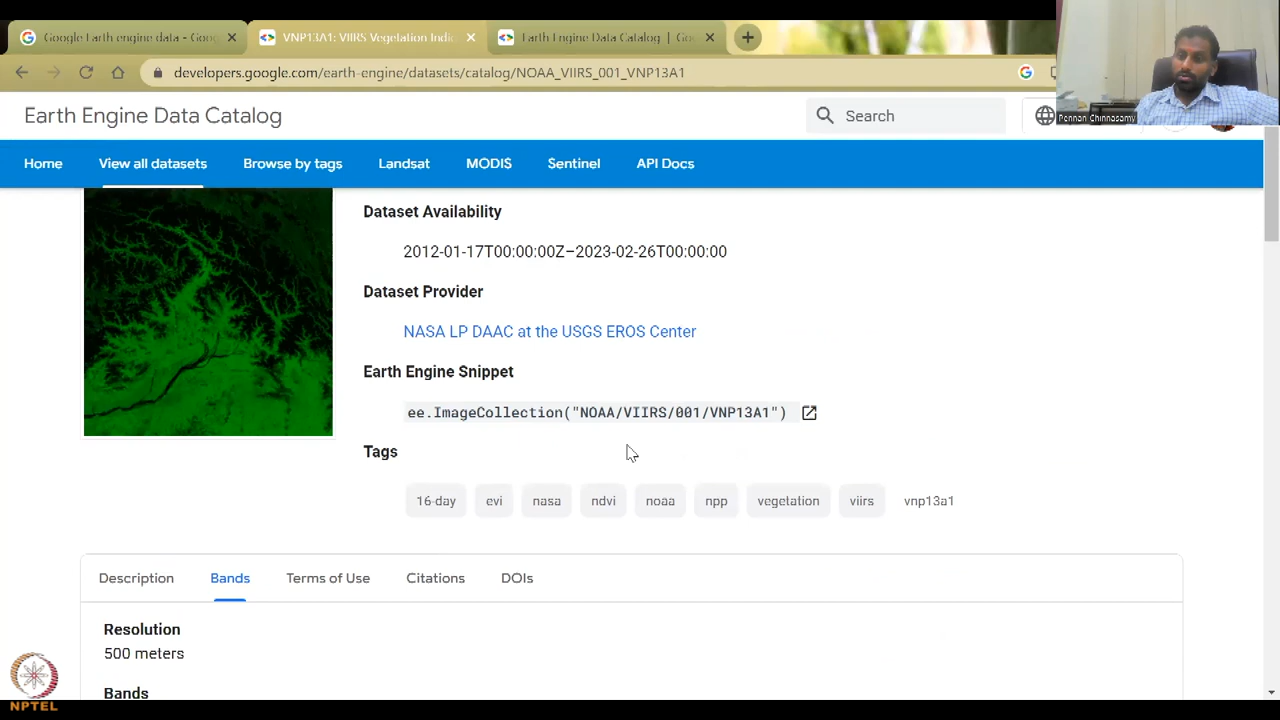 Google Earth engine data - Goo
VNP13A1: VIIRS Vegetation Indic
Earth Engine Data Catalog | Go
developers.google.com/earth-engine/datasets/catalog/NOAA_VIIRS_001_VNP13A1
Pennan Chinnasamy
Earth Engine Data Catalog
Search
Home
View all datasets
Browse by tags
Landsat
MODIS
Sentinel
API Docs
Dataset Availability
2012-01-17T00:00:00Z–2023-02-26T00:00:00
Dataset Provider
NASA LP DAAC at the USGS EROS Center
Earth Engine Snippet
ee.ImageCollection("NOAA/VIIRS/001/VNP13A1")
Tags
16-day evi nasa ndvi noaa npp vegetation viirs vnp13a1
Description Bands Terms of Use Citations DOIs
Resolution
500 meters
Bands
NPTEL